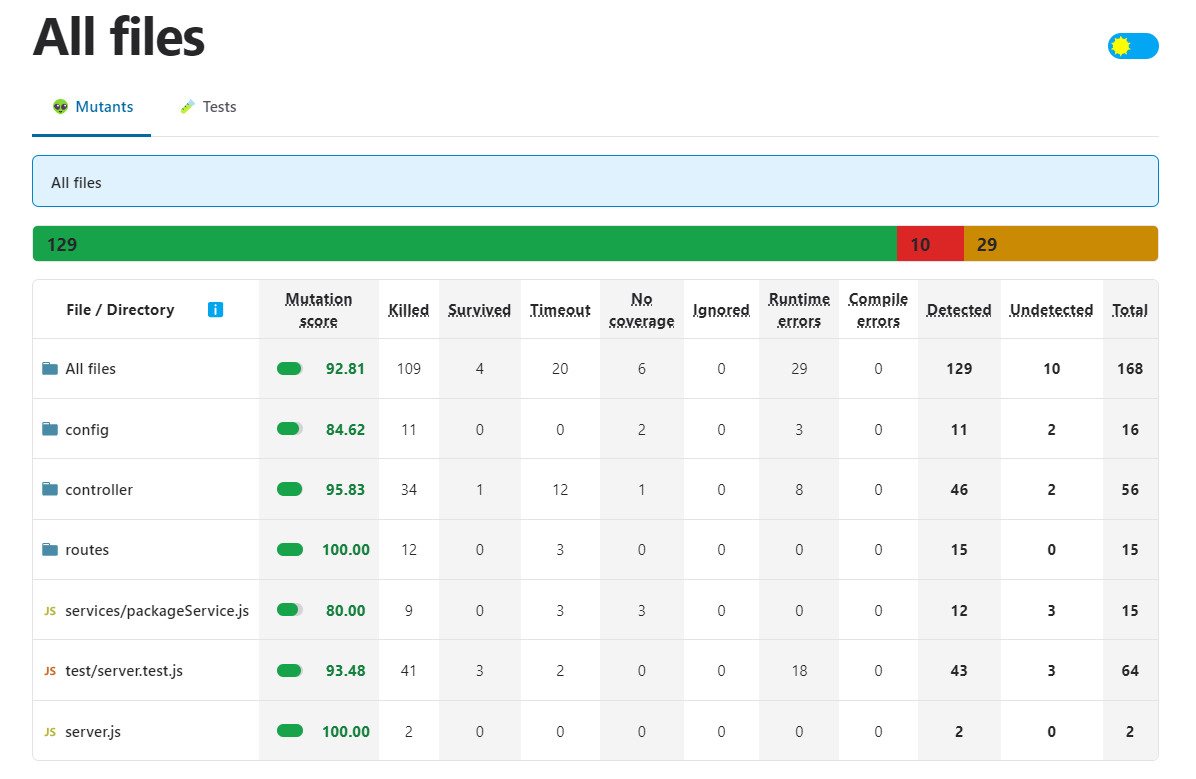 All files
Mutants Tests
All files
129 10 29
File / Directory Mutation score Killed Survived Timeout No coverage Ignored Runtime errors Compile errors Detected Undetected Total
All files 92.81 109 4 20 6 0 29 0 129 10 168
config 84.62 11 0 0 2 0 3 0 11 2 16
controller 95.83 34 1 12 1 0 8 0 46 2 56
routes 100.00 12 0 3 0 0 0 0 15 0 15
JS services/packageService.js 80.00 9 0 3 3 0 0 0 12 3 15
JS test/server.test.js 93.48 41 3 2 0 0 18 0 43 3 64
JS server.js 100.00 2 0 0 0 0 0 0 2 0 2